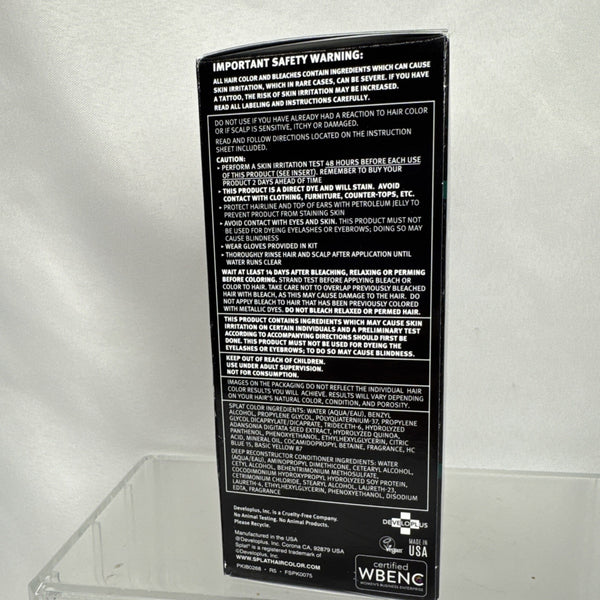 IMPORTANT SAFETY WARNING:
ALL HAIR COLOR AND BLEACHES CONTAIN INGREDIENTS WHICH CAN CAUSE
SKIN IRRITATION, WHICH IN RARE CASES, CAN BE SEVERE. IF YOU HAVE
A TATTOO, THE RISK OF SKIN IRRITATION MAY BE INCREASED.
READ ALL LABELING AND INSTRUCTIONS CAREFULLY.
DO NOT USE IF YOU HAVE ALREADY HAD A REACTION TO HAIR COLOR
OR IF SCALP IS SENSITIVE, ITCHY OR DAMAGED.
READ AND FOLLOW DIRECTIONS LOCATED ON THE INSTRUCTION
SHEET INCLUDED.
CAUTION:
• PERFORM A SKIN IRRITATION TEST 48 HOURS BEFORE EACH USE
OF THIS PRODUCT (SEE INSERT). REMEMBER TO BUY YOUR
PRODUCT 2 DAYS AHEAD OF TIME
• THIS PRODUCT IS A DIRECT DYE AND WILL STAIN. AVOID
CONTACT WITH CLOTHING, FURNITURE, COUNTER-TOPS, ETC.
• PROTECT HAIRLINE AND TOP OF EARS WITH PETROLEUM JELLY TO
PREVENT PRODUCT FROM STAINING SKIN
• AVOID CONTACT WITH EYES AND SKIN. THIS PRODUCT MUST NOT
BE USED FOR DYEING EYELASHES OR EYEBROWS; DOING SO MAY
CAUSE BLINDNESS
• WEAR GLOVES PROVIDED IN KIT
• THOROUGHLY RINSE HAIR AND SCALP AFTER APPLICATION UNTIL
WATER RUNS CLEAR
WAIT AT LEAST 14 DAYS AFTER BLEACHING, RELAXING OR PERMING
BEFORE COLORING. STRAND TEST BEFORE APPLYING BLEACH OR
COLOR TO HAIR. TAKE CARE NOT TO OVERLAP PREVIOUSLY BLEACHED
HAIR WITH BLEACH, AS THIS MAY CAUSE DAMAGE TO THE HAIR. DO
NOT APPLY BLEACH TO HAIR THAT HAS BEEN PREVIOUSLY COLORED
WITH METALLIC DYES. DO NOT BLEACH RELAXED OR PERMED HAIR.
THIS PRODUCT CONTAINS INGREDIENTS WHICH MAY CAUSE SKIN
IRRITATION ON CERTAIN INDIVIDUALS AND A PRELIMINARY TEST
ACCORDING TO ACCOMPANYING DIRECTIONS SHOULD FIRST BE
DONE. THIS PRODUCT MUST NOT BE USED FOR DYEING THE
EYELASHES OR EYEBROWS; TO DO SO MAY CAUSE BLINDNESS.
KEEP OUT OF REACH OF CHILDREN.
USE UNDER ADULT SUPERVISION.
NOT FOR CONSUMPTION.
IMAGES ON THE PACKAGING DO NOT REFLECT THE INDIVIDUAL HAIR
COLOR RESULTS YOU WILL ACHIEVE. RESULTS WILL VARY DEPENDING
ON YOUR HAIR'S NATURAL COLOR, CONDITION, AND POROSITY.
SPLAT COLOR INGREDIENTS: WATER (AQUA/EAU), BENZYL
ALCOHOL, PROPYLENE GLYCOL, POLYQUATERNIUM-37, PROPYLENE
GLYCOL DICAPRYLATE/DICAPRATE, TRIDECETH-6, HYDROLYZED
ADANSONIA DIGITATA SEED EXTRACT, HYDROLYZED QUINOA,
PANTHENOL, PHENOXYETHANOL, ETHYLHEXYLGLYCERIN, CITRIC
ACID, MINERAL OIL, COCAMIDOPROPYL BETAINE, FRAGRANCE, HC
BLUE 15, BASIC YELLOW 87
DEEP RECONSTRUCTOR CONDITIONER INGREDIENTS: WATER
(AQUA/EAU), AMINOPROPYL DIMETHICONE, CETEARYL ALCOHOL,
CETYL ALCOHOL, BEHENTRIMONIUM METHOSULFATE,
COCODIMONIUM HYDROXYPROPYL HYDROLYZED SOY PROTEIN,
CETRIMONIUM CHLORIDE, STEARYL ALCOHOL, LAURETH-23,
LAURETH-4, ETHYLHEXYLGLYCERIN, PHENOXYETHANOL, DISODIUM
EDTA, FRAGRANCE
Developlus, Inc. is a Cruelty-Free Company.
No Animal Testing. No Animal Products.
Please Recycle.
DEVELOPLUS
Manufactured in the USA
©Developlus, Inc. Corona CA, 92879 USA
Splat® is a registered trademark of
©Developlus, Inc.
WWW.SPLATHAIRCOLOR.COM
PKIB0268 - R5 - FSPK0075
Vegan
MADE IN
USA
certified
WBENC
WOMEN'S BUSINESS ENTERPRISE